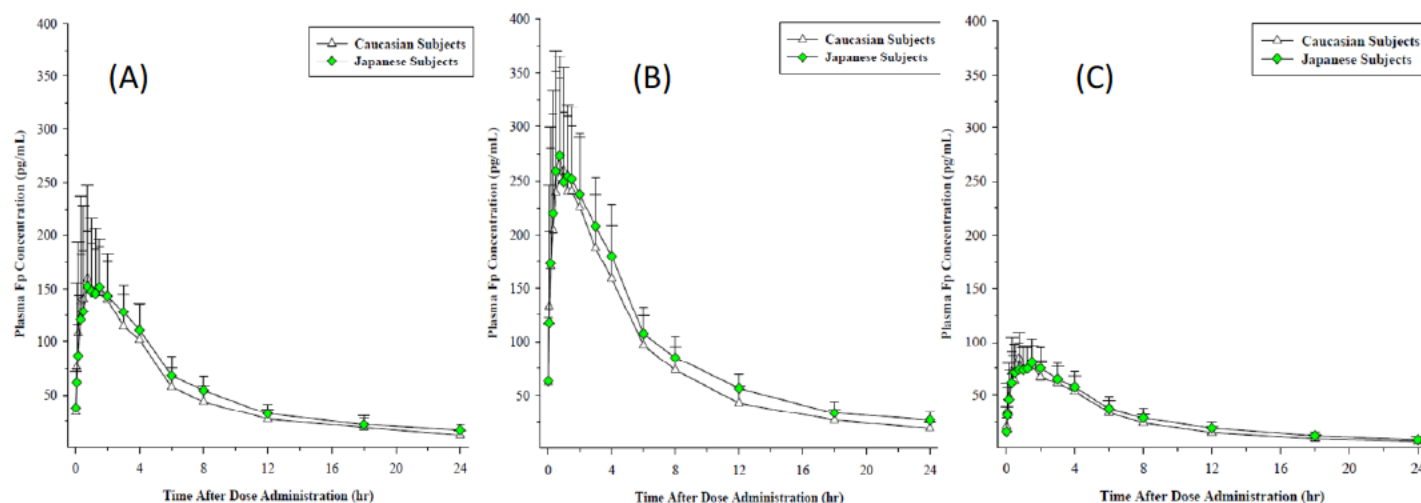 (A)
Caucasian Subjects
Japanese Subjects
Plasma Fp Concentration (pg/mL)
400
350
300
250
200
150
100
50
0 4 8 12 16 20 24
Time After Dose Administration (hr)
(B)
Caucasian Subjects
Japanese Subjects
Plasma Fp Concentration (pg/mL)
400
350
300
250
200
150
100
50
0 4 8 12 16 20 24
Time After Dose Administration (hr)
(C)
Caucasian Subjects
Japanese Subjects
Plasma Fp Concentration (pg/mL)
400
350
300
250
200
150
100
50
0 4 8 12 16 20 24
Time After Dose Administration (hr)